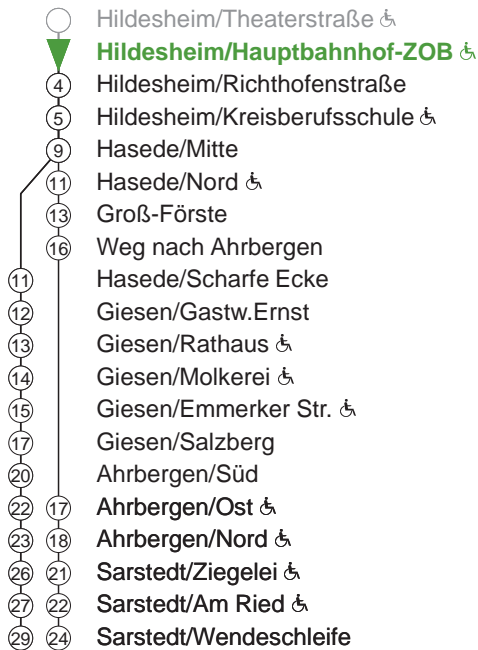 Hildesheim/Theaterstraße
Hildesheim/Hauptbahnhof-ZOB
4 Hildesheim/Richthofenstraße
5 Hildesheim/Kreisberufsschule
9 Hasede/Mitte
11 Hasede/Nord
13 Groß-Förste
16 Weg nach Ahrbergen
11 Hasede/Scharfe Ecke
12 Giesen/Gastw.Ernst
13 Giesen/Rathaus
14 Giesen/Molkerei
15 Giesen/Emmerker Str.
17 Giesen/Salzberg
20 Ahrbergen/Süd
22 17 Ahrbergen/Ost
23 18 Ahrbergen/Nord
26 21 Sarstedt/Ziegelei
27 22 Sarstedt/Am Ried
29 24 Sarstedt/Wendeschleife